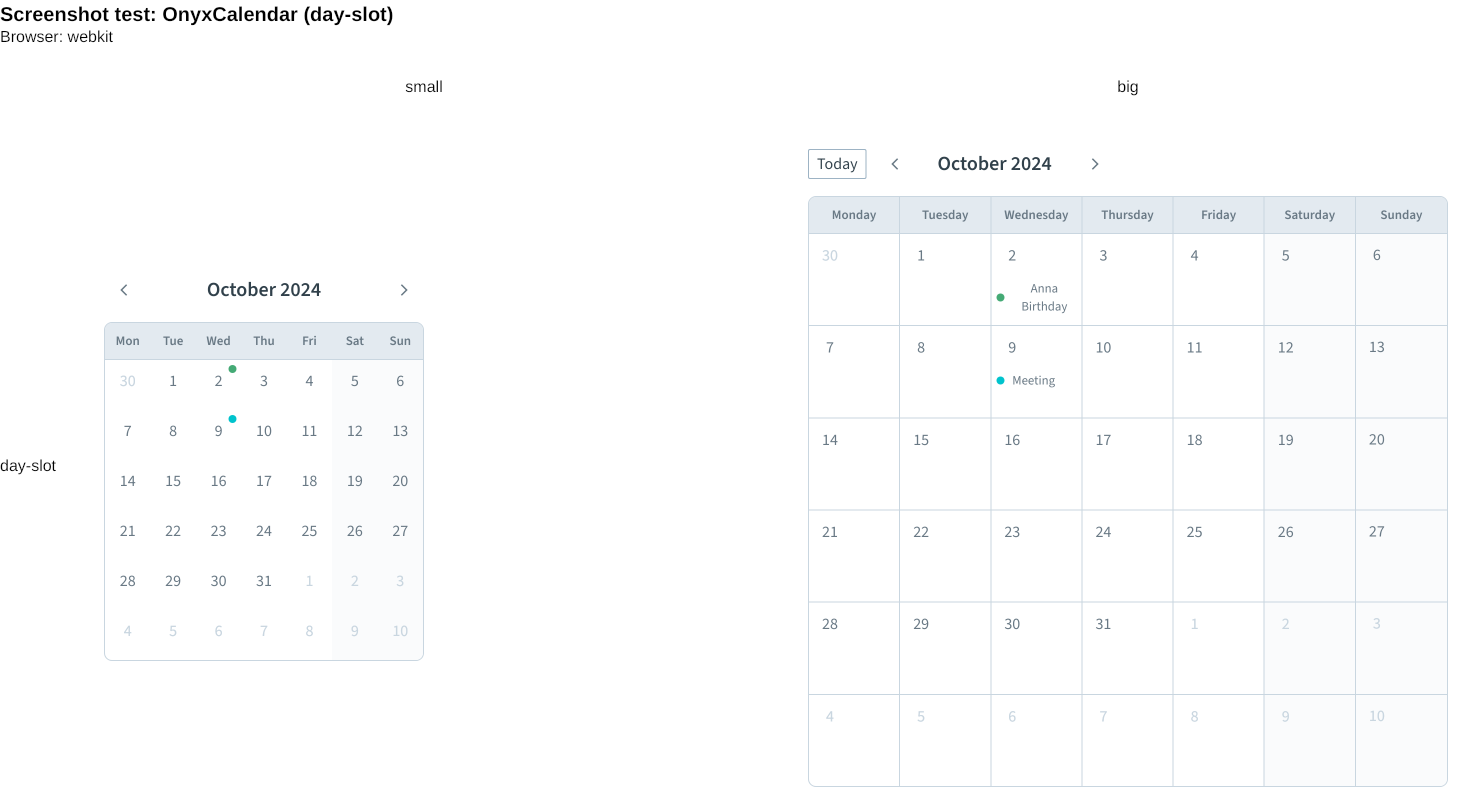 Screenshot test: OnyxCalendar (day-slot)
Browser: webkit
small
big
day-slot
October 2024
Mon Tue Wed Thu Fri Sat Sun
30 1 2 3 4 5 6
7 8 9 10 11 12 13
14 15 16 17 18 19 20
21 22 23 24 25 26 27
28 29 30 31 1 2 3
4 5 6 7 8 9 10
Today October 2024
Monday Tuesday Wednesday Thursday Friday Saturday Sunday
30 1 2 3 4 5 6
Anna
Birthday
7 8 9 10 11 12 13
Meeting
14 15 16 17 18 19 20
21 22 23 24 25 26 27
28 29 30 31 1 2 3
4 5 6 7 8 9 10